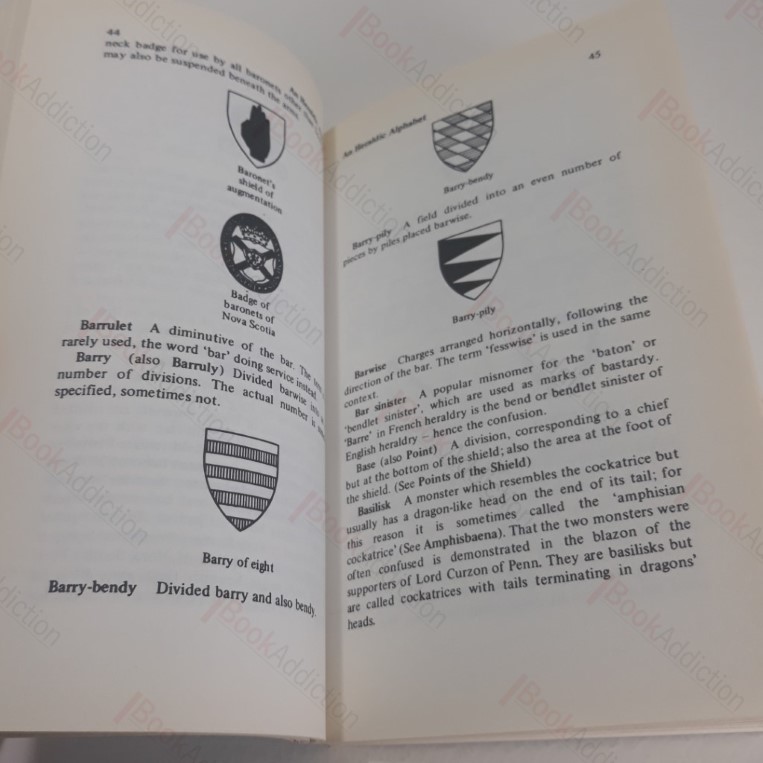 44
neck badge for use by all baronets other
may also be suspended beneath the arms
Baronet's
shield of
augmentation
Badge of
baronets of
Nova Scotia
Barrulet A diminutive of the bar. The
rarely used, the word 'bar' doing service instead.
Barry (also Barruly) Divided barwise into
number of divisions. The actual number is
specified, sometimes not.
Barry of eight
Barry-bendy Divided barry and also bendy.
45
An Heraldic Alphabet
Barry-bendy
Barry-pily A field divided into an even number of
pieces by piles placed barwise.
Barry-pily
Barwise Charges arranged horizontally, following the
direction of the bar. The term 'fesswise' is used in the same
context.
Bar sinister A popular misnomer for the 'baton' or
'bendlet sinister', which are used as marks of bastardy.
'Barre' in French heraldry is the bend or bendlet sinister of
English heraldry – hence the confusion.
Base (also Point) A division, corresponding to a chief
but at the bottom of the shield; also the area at the foot of
the shield. (See Points of the Shield)
Basilisk A monster which resembles the cockatrice but
usually has a dragon-like head on the end of its tail; for
this reason it is sometimes called the 'amphisian
cockatrice' (See Amphisbaena). That the two monsters were
often confused is demonstrated in the blazon of the
supporters of Lord Curzon of Penn. They are basilisks but
are called cockatrices with tails terminating in dragons'
heads.
BookAddiction